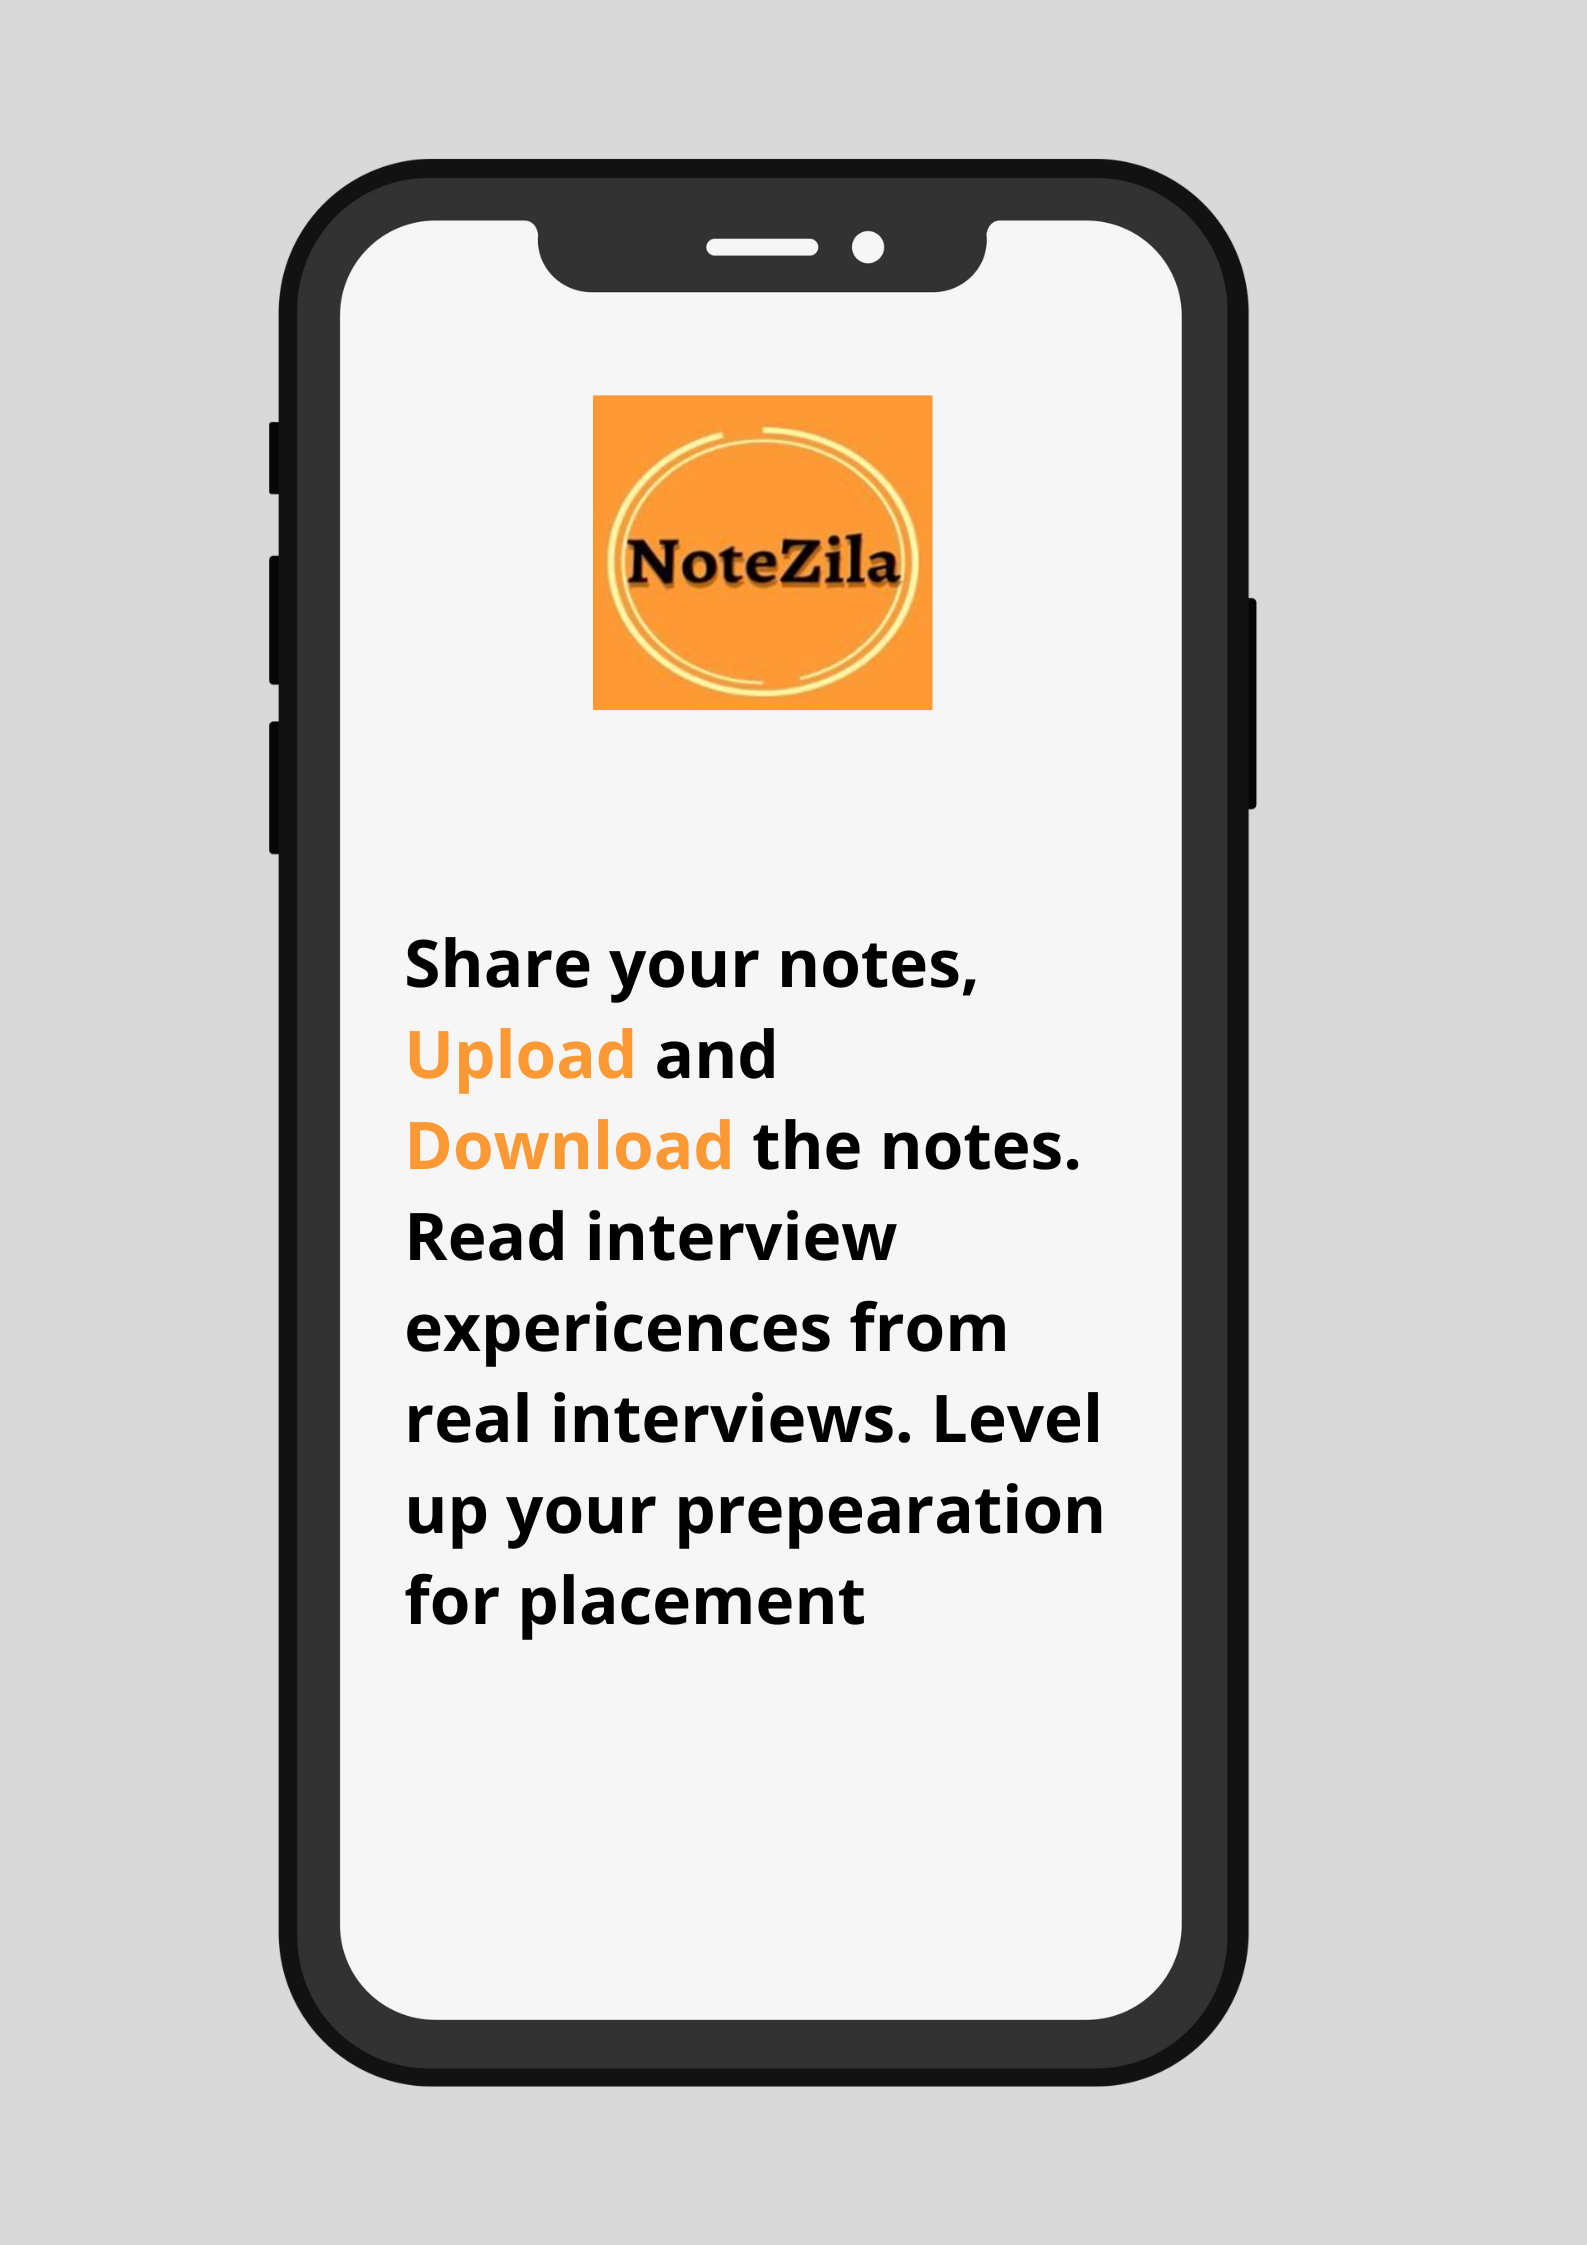 NoteZila
Share your notes,
Upload and
Download the notes.
Read interview
expericences from
real interviews. Level
up your prepearation
for placement